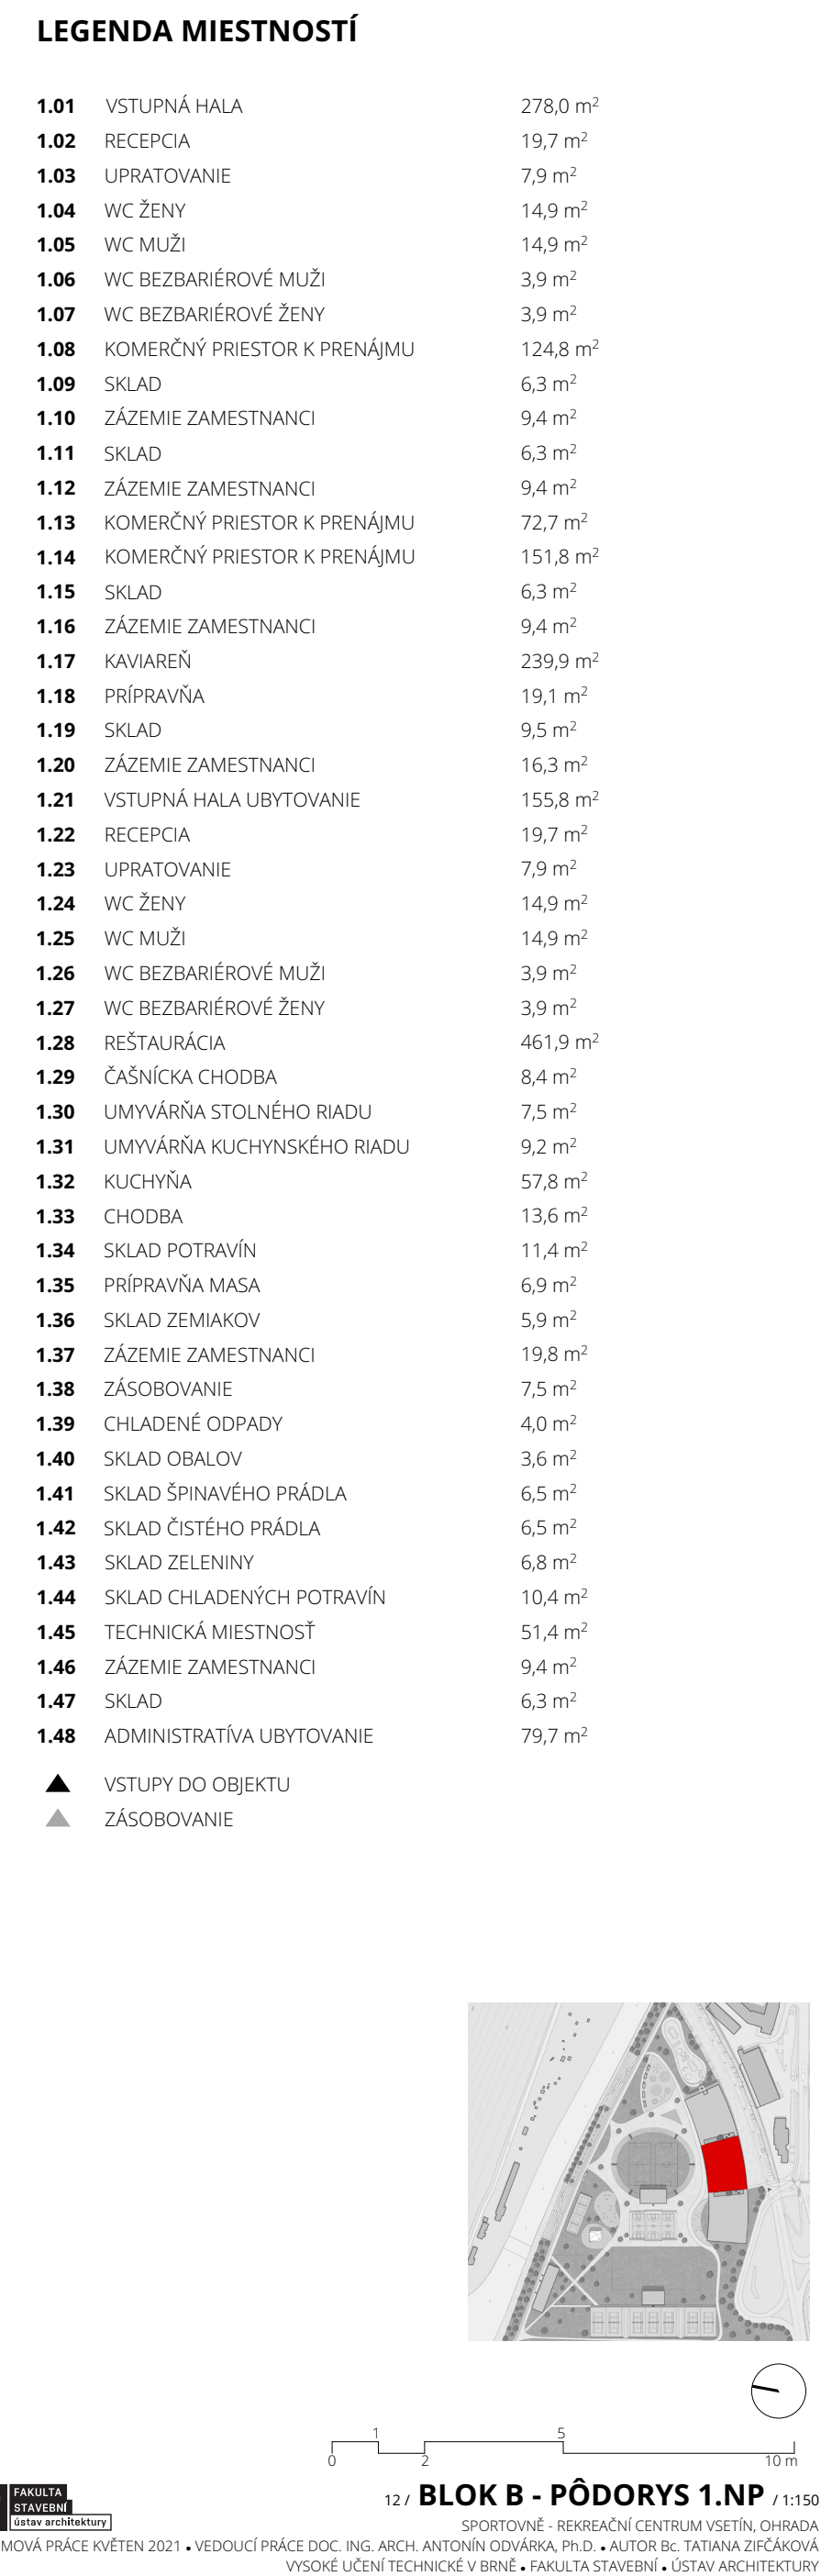 LEGENDA MIESTNOSTÍ
1.01 VSTUPNÁ HALA 278,0 m²
1.02 RECEPCIA 19,7 m²
1.03 UPRATOVANIE 7,9 m²
1.04 WC ŽENY 14,9 m²
1.05 WC MUŽI 14,9 m²
1.06 WC BEZBARIÉROVÉ MUŽI 3,9 m²
1.07 WC BEZBARIÉROVÉ ŽENY 3,9 m²
1.08 KOMERČNÝ PRIESTOR K PRENÁJMU 124,8 m²
1.09 SKLAD 6,3 m²
1.10 ZÁZEMIE ZAMESTNANCI 9,4 m²
1.11 SKLAD 6,3 m²
1.12 ZÁZEMIE ZAMESTNANCI 9,4 m²
1.13 KOMERČNÝ PRIESTOR K PRENÁJMU 72,7 m²
1.14 KOMERČNÝ PRIESTOR K PRENÁJMU 151,8 m²
1.15 SKLAD 6,3 m²
1.16 ZÁZEMIE ZAMESTNANCI 9,4 m²
1.17 KAVIAREŇ 239,9 m²
1.18 PRÍPRAVŇA 19,1 m²
1.19 SKLAD 9,5 m²
1.20 ZÁZEMIE ZAMESTNANCI 16,3 m²
1.21 VSTUPNÁ HALA UBYTOVANIE 155,8 m²
1.22 RECEPCIA 19,7 m²
1.23 UPRATOVANIE 7,9 m²
1.24 WC ŽENY 14,9 m²
1.25 WC MUŽI 14,9 m²
1.26 WC BEZBARIÉROVÉ MUŽI 3,9 m²
1.27 WC BEZBARIÉROVÉ ŽENY 3,9 m²
1.28 REŠTAURÁCIA 461,9 m²
1.29 ČAŠNÍCKA CHODBA 8,4 m²
1.30 UMYVÁRŇA STOLNÉHO RIADU 7,5 m²
1.31 UMYVÁRŇA KUCHYNSKÉHO RIADU 9,2 m²
1.32 KUCHYŇA 57,8 m²
1.33 CHODBA 13,6 m²
1.34 SKLAD POTRAVÍN 11,4 m²
1.35 PRÍPRAVŇA MASA 6,9 m²
1.36 SKLAD ZEMIAKOV 5,9 m²
1.37 ZÁZEMIE ZAMESTNANCI 19,8 m²
1.38 ZÁSOBOVANIE 7,5 m²
1.39 CHLADENÉ ODPADY 4,0 m²
1.40 SKLAD OBALOV 3,6 m²
1.41 SKLAD ŠPINAVÉHO PRÁDLA 6,5 m²
1.42 SKLAD ČISTÉHO PRÁDLA 6,5 m²
1.43 SKLAD ZELENINY 6,8 m²
1.44 SKLAD CHLADENÝCH POTRAVÍN 10,4 m²
1.45 TECHNICKÁ MIESTNOSŤ 51,4 m²
1.46 ZÁZEMIE ZAMESTNANCI 9,4 m²
1.47 SKLAD 6,3 m²
1.48 ADMINISTRATÍVA UBYTOVANIE 79,7 m²
VSTUPY DO OBJEKTU
ZÁSOBOVANIE
1 5
0 2 10 m
FAKULTA
STAVEBNÍ
ústav architektury
12 / BLOK B - PÔDORYS 1.NP / 1:150
SPORTOVNĚ - REKREAČNÍ CENTRUM VSETÍN, OHRADA
MOVÁ PRÁCE KVĚTEN 2021 • VEDOUCÍ PRÁCE DOC. ING. ARCH. ANTONÍN ODVÁRKA, Ph.D. • AUTOR Bc. TATIANA ZIFČÁKOVÁ
VYSOKÉ UČENÍ TECHNICKÉ V BRNĚ • FAKULTA STAVEBNÍ • ÚSTAV ARCHITEKTURY